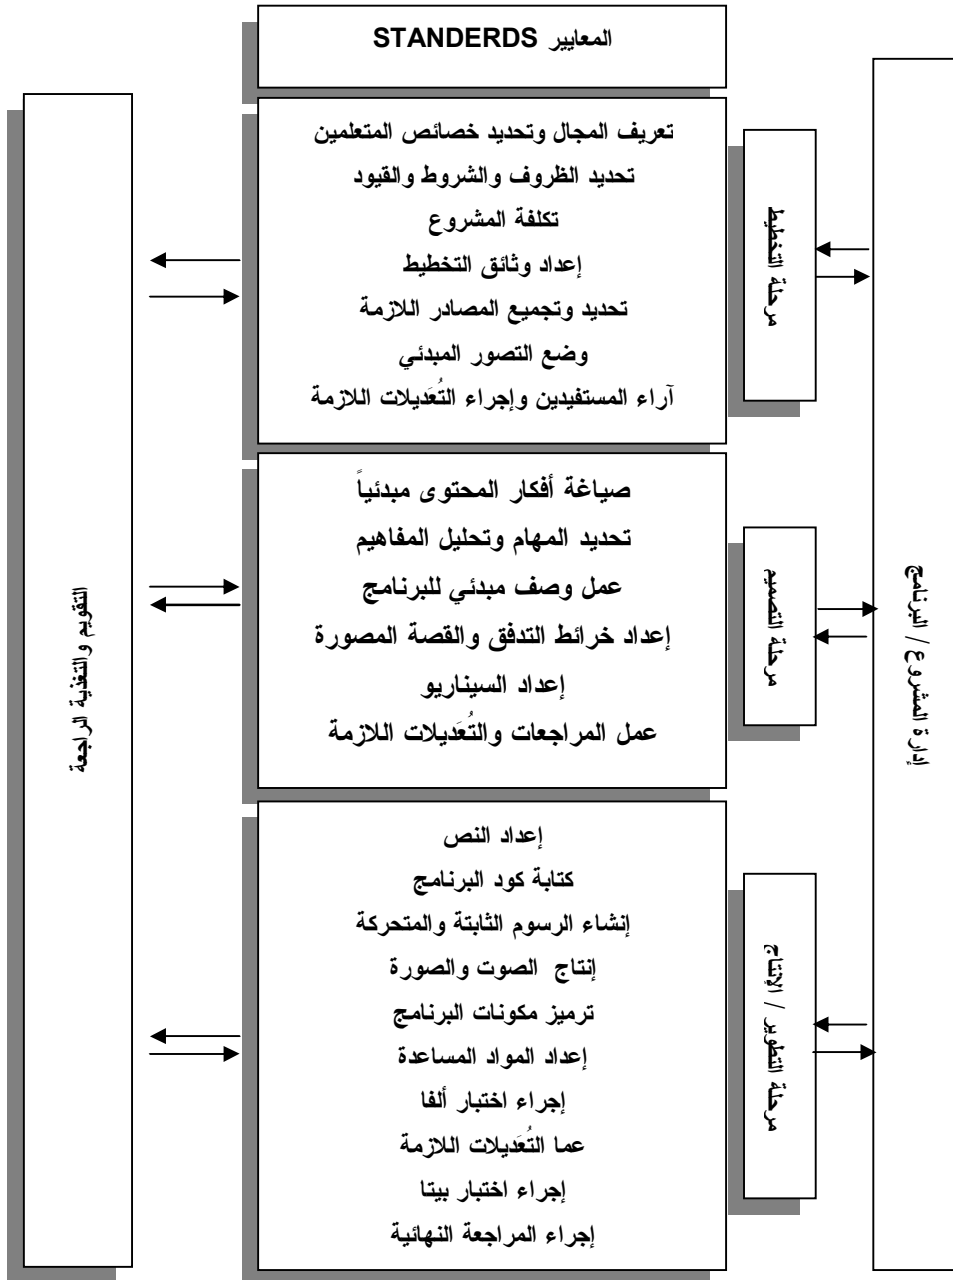 المعايير STANDERDS
إدارة المشروع / البرنامج
مرحلة التخطيط
تعريف المجال وتحديد خصائص المتعلمين
تحديد الظروف والشروط والقيود
تكلفة المشروع
إعداد وثائق التخطيط
تحديد وتجميع المصادر اللازمة
وضع التصور المبدئي
آراء المستفيدين وإجراء التُعَديلات اللازمة
مرحلة التصميم
صياغة أفكار المحتوى مبدئياً
تحديد المهام وتحليل المفاهيم
عمل وصف مبدئي للبرنامج
إعداد خرائط التدفق والقصة المصورة
إعداد السيناريو
عمل المراجعات والتُعَديلات اللازمة
مرحلة التطوير / الإنتاج
إعداد النص
كتابة كود البرنامج
إنشاء الرسوم الثابتة والمتحركة
إنتاج الصوت والصورة
ترميز مكونات البرنامج
إعداد المواد المساعدة
إجراء اختبار ألفا
عما التُعَديلات اللازمة
إجراء اختبار بيتا
إجراء المراجعة النهائية
التقويم والتغذية الراجعة